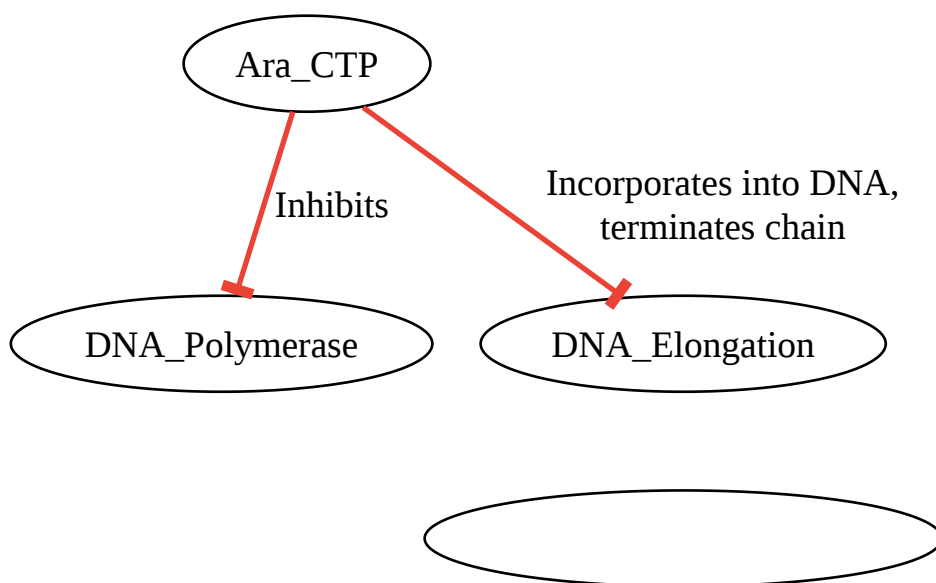 Ara_CTP
Inhibits
Incorporates into DNA,
terminates chain
DNA_Polymerase
DNA_Elongation